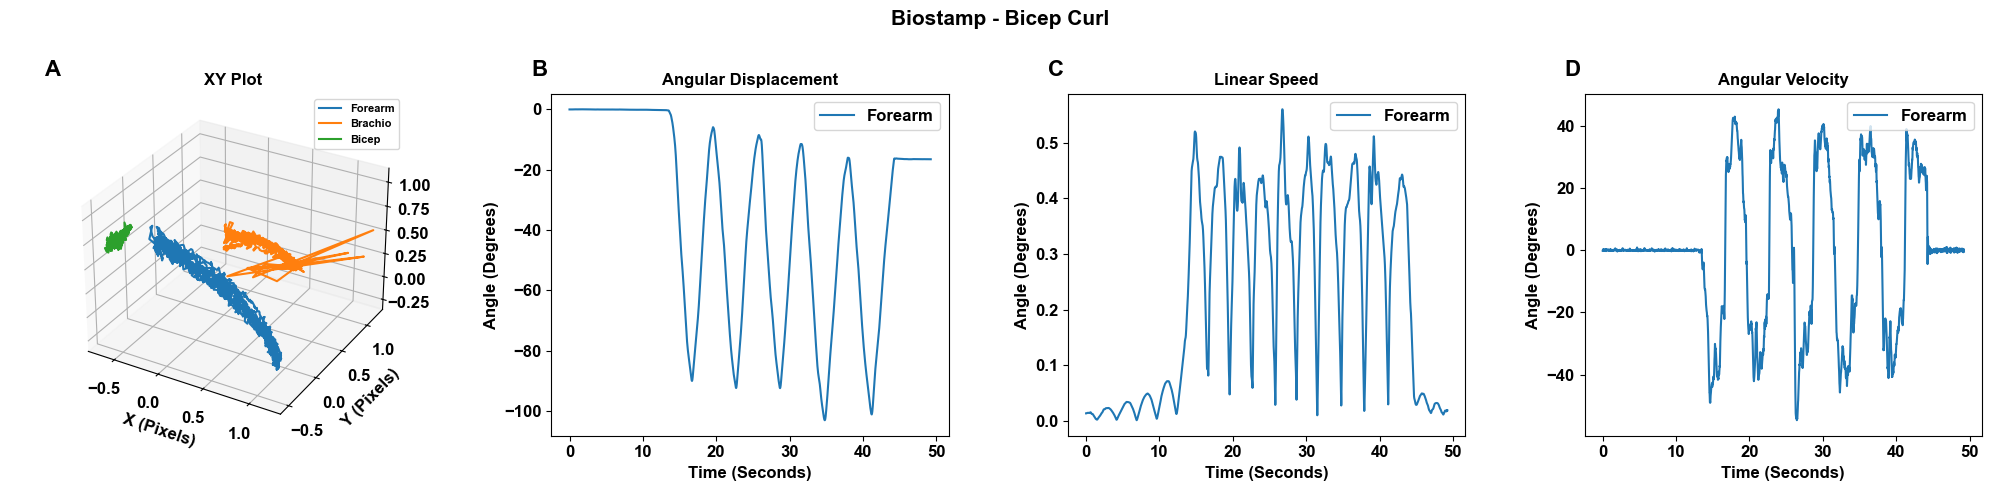 Biostamp - Bicep Curl
A
XY Plot
Forearm
Brachio
Bicep
1.00
0.75
0.50
0.25
0.00
−0.25
−0.5
0.0
0.5
1.0
X (Pixels)
−0.5
0.0
0.5
1.0
Y (Pixels)
B
Angular Displacement
Forearm
0
−20
−40
−60
−80
−100
Angle (Degrees)
0 10 20 30 40 50
Time (Seconds)
C
Linear Speed
Forearm
0.5
0.4
0.3
0.2
0.1
0.0
Angle (Degrees)
0 10 20 30 40 50
Time (Seconds)
D
Angular Velocity
Forearm
40
20
0
−20
−40
Angle (Degrees)
0 10 20 30 40 50
Time (Seconds)